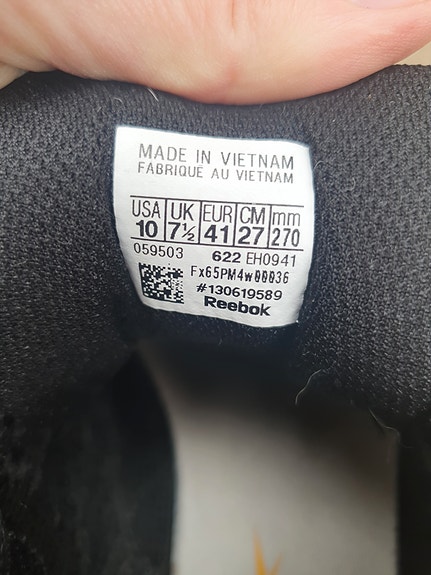 MADE IN VIETNAM
FABRIQUÉ AU VIETNAM
USA UK EUR CM mm
10 7½ 41 27 270
059503 622 EH0941
Fx65PM4w00036
#130619589
Reebok